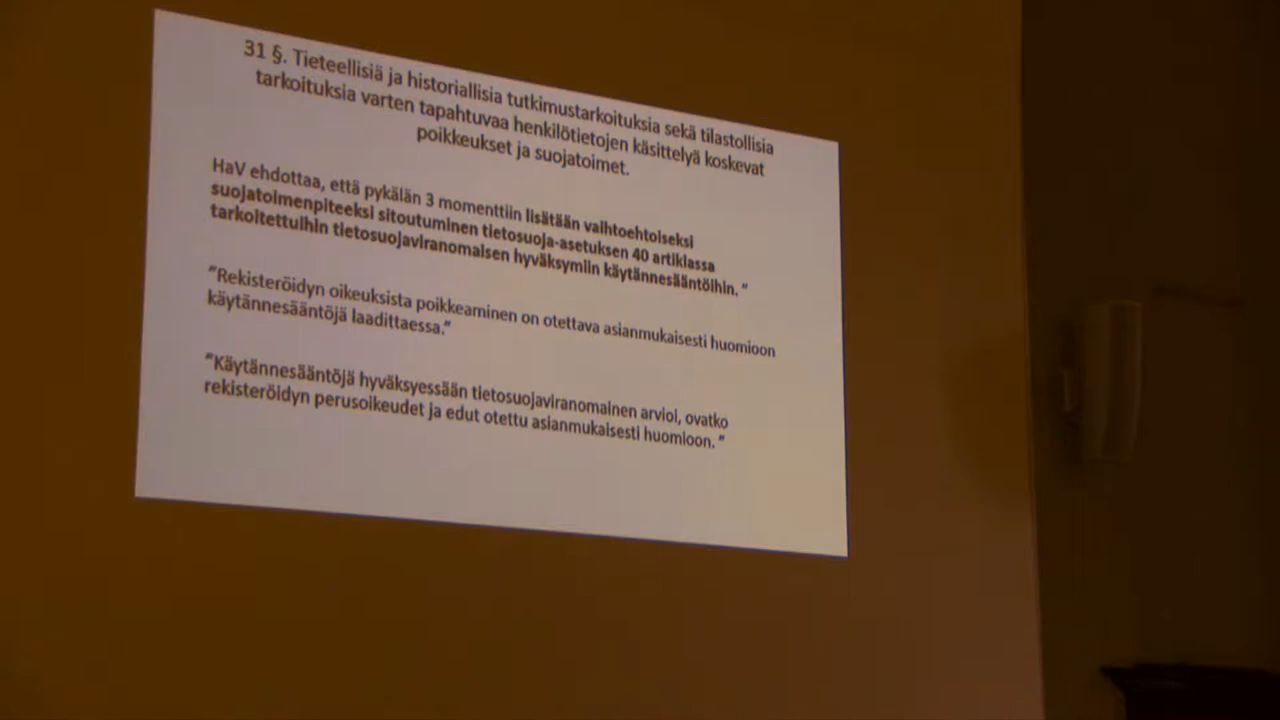 31 §. Tieteellisiä ja historiallisia tutkimustarkoituksia sekä tilastollisia
tarkoituksia varten tapahtuvaa henkilötietojen käsittelyä koskevat
poikkeukset ja suojatoimet.
HaV ehdottaa, että pykälän 3 momenttiin lisätään vaihtoehtoiseksi
suojatoimenpiteeksi sitoutuminen tietosuoja-asetuksen 40 artiklassa
tarkoitettuihin tietosuojaviranomaisen hyväksymiin käytännesääntöihin. "
"Rekisteröidyn oikeuksista poikkeaminen on otettava asianmukaisesti huomioon
käytännesääntöjä laadittaessa."
"Käytännesääntöjä hyväksyessään tietosuojaviranomainen arvioi, ovatko
rekisteröidyn perusoikeudet ja edut otettu asianmukaisesti huomioon. "